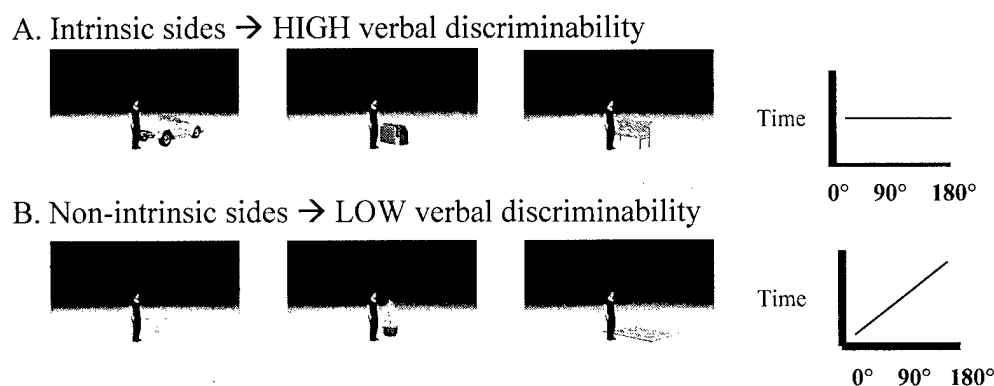 A. Intrinsic sides → HIGH verbal discriminability
Time
0° 90° 180°
B. Non-intrinsic sides → LOW verbal discriminability
Time
0° 90° 180°